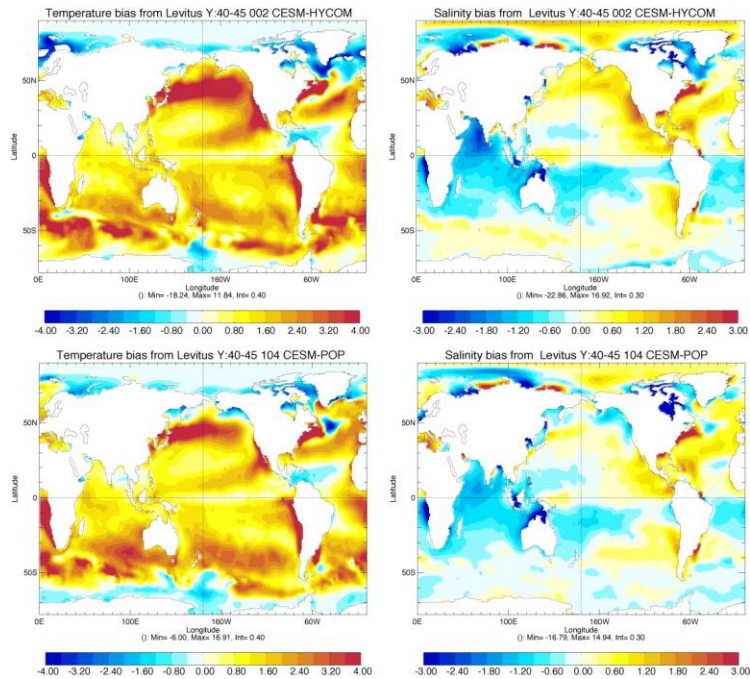 Temperature bias from Levitus Y:40-45 002 CESM-HYCOM
50N
0
50S
Latitude
0E 100E 160W 60W
Longitude
(): Min= -18.24, Max= 11.84, Int= 0.40
-4.00 -3.20 -2.40 -1.60 -0.80 0.00 0.80 1.60 2.40 3.20 4.00
Salinity bias from Levitus Y:40-45 002 CESM-HYCOM
50N
0
50S
Latitude
0E 100E 160W 60W
Longitude
(): Min= -22.86, Max= 16.92, Int= 0.30
-3.00 -2.40 -1.80 -1.20 -0.60 0.00 0.60 1.20 1.80 2.40 3.00
Temperature bias from Levitus Y:40-45 104 CESM-POP
50N
0
50S
Latitude
0E 100E 160W 60W
Longitude
(): Min= -6.00, Max= 16.91, Int= 0.40
-4.00 -3.20 -2.40 -1.60 -0.80 0.00 0.80 1.60 2.40 3.20 4.00
Salinity bias from Levitus Y:40-45 104 CESM-POP
50N
0
50S
Latitude
0E 100E 160W 60W
Longitude
(): Min= -16.79, Max= 14.94, Int= 0.30
-3.00 -2.40 -1.80 -1.20 -0.60 0.00 0.60 1.20 1.80 2.40 3.00